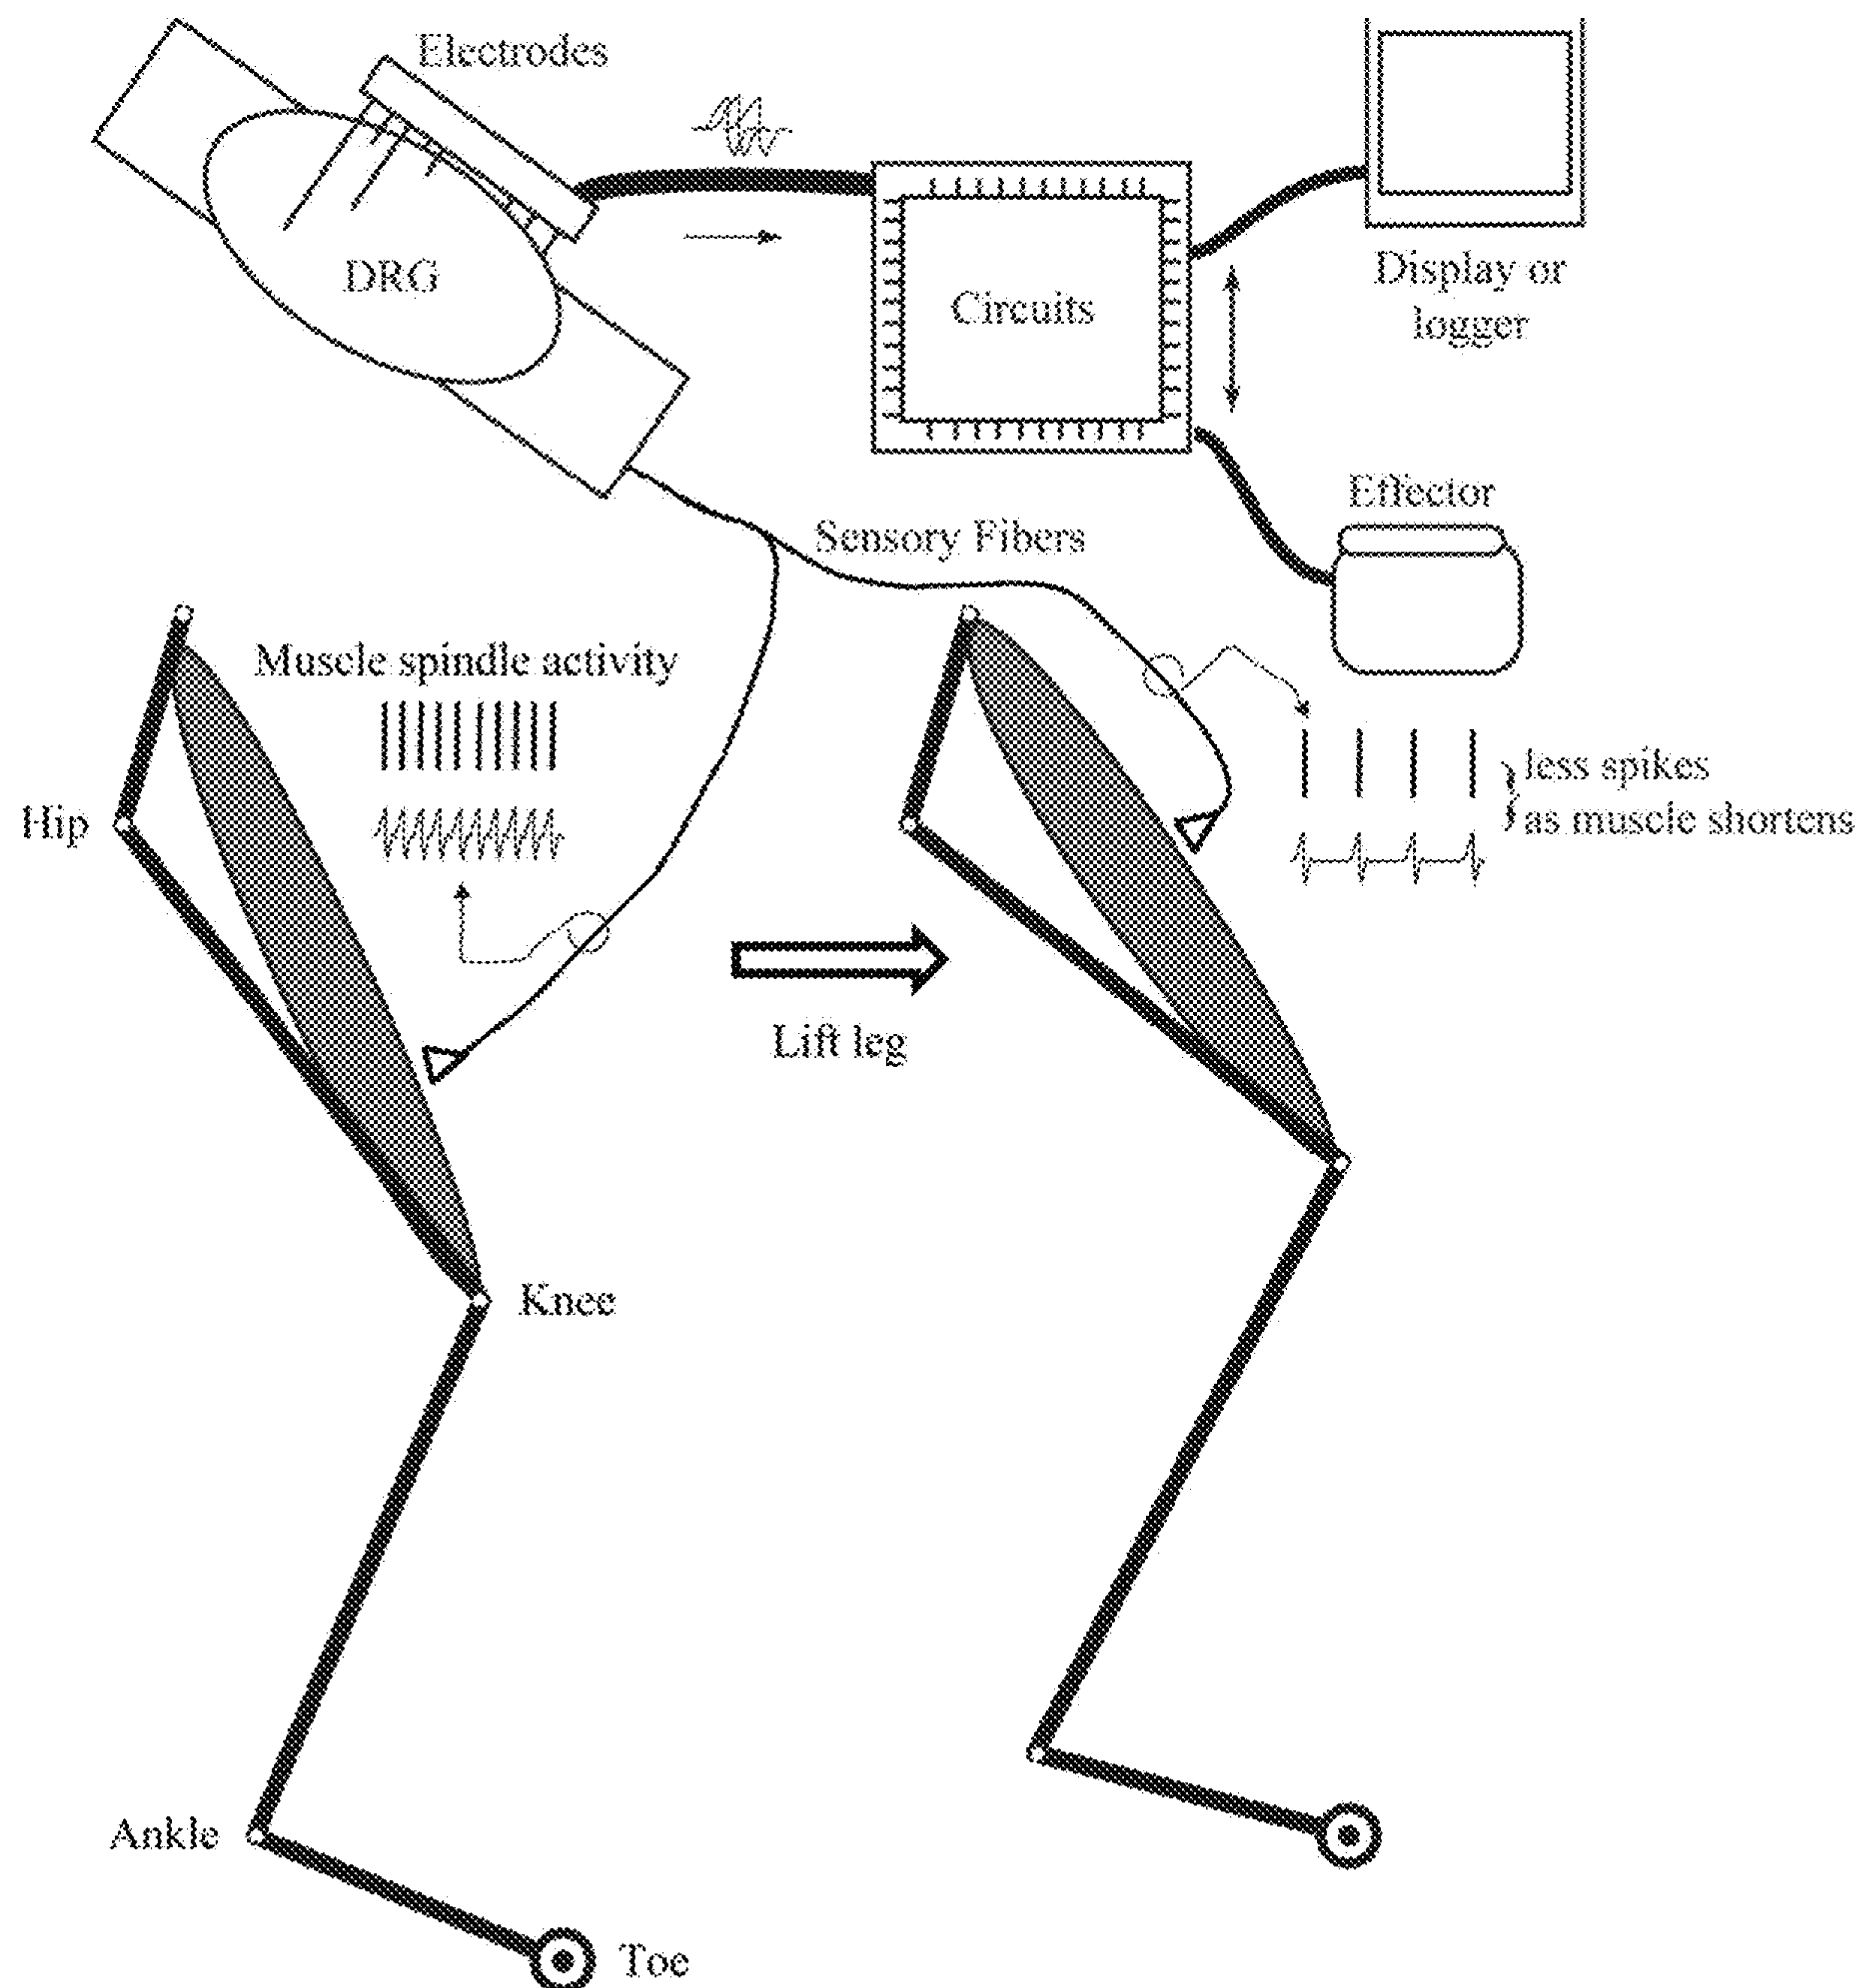 Electrodes
DRG
Circuits
Display or
logger
Effector
Sensory Fibers
Muscle spindle activity
less spikes
as muscle shortens
Hip
Lift leg
Knee
Ankle
Toe